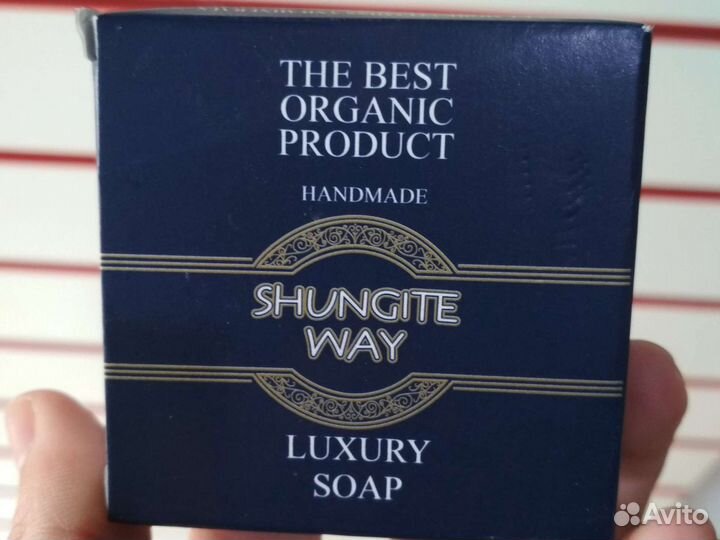 THE BEST
ORGANIC
PRODUCT
HANDMADE
SHUNGITE
WAY
LUXURY
SOAP
Avito